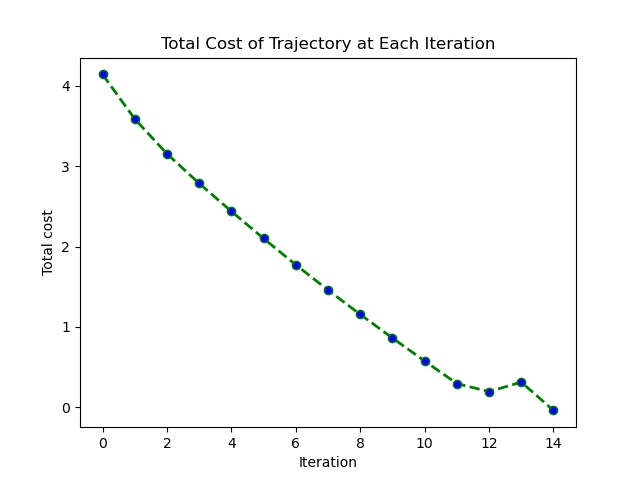 Total Cost of Trajectory at Each Iteration
4
3
2
1
0
Total cost
0 2 4 6 8 10 12 14
Iteration